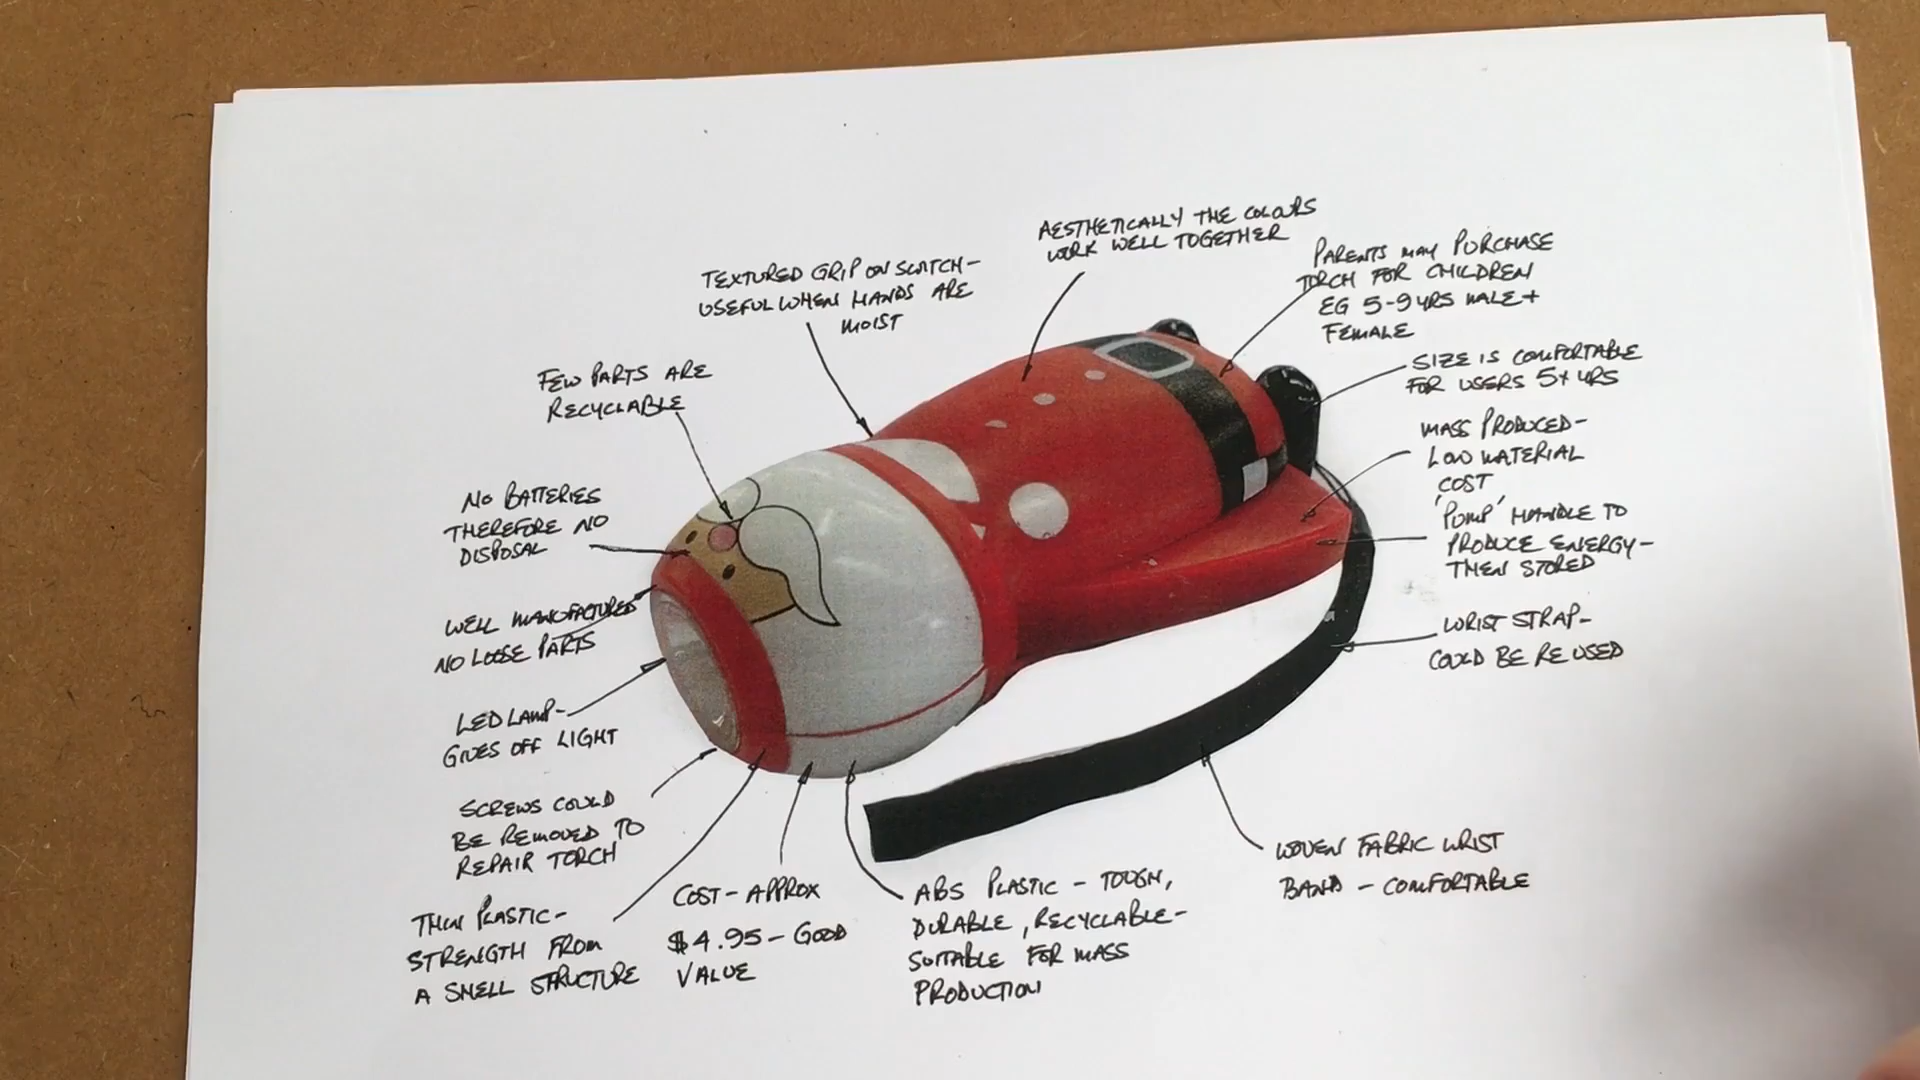 AESTHETICALLY THE COLOURS
WORK WELL TOGETHER
PARENTS MAY PURCHASE
TORCH FOR CHILDREN
EG 5-9 YRS MALE +
FEMALE
TEXTURED GRIP ON SWITCH-
USEFUL WHEN HANDS ARE
MOIST
SIZE IS COMFORTABLE
FOR USERS 5+ YRS
FEW PARTS ARE
RECYCLABLE
MASS PRODUCED-
LOW MATERIAL
COST
NO BATTERIES
THEREFORE NO
DISPOSAL
'PUMP' HANDLE TO
PRODUCE ENERGY-
THEN STORED
WELL MANUFACTURED
NO LOOSE PARTS
WRIST STRAP-
COULD BE REUSED
LED LAMP-
GIVES OFF LIGHT
SCREWS COULD
BE REMOVED TO
REPAIR TORCH
THIN PLASTIC-
STRENGTH FROM
A SHELL STRUCTURE
COST - APPROX
$4.95 - GOOD
VALUE
ABS PLASTIC - TOUGH,
DURABLE, RECYCLABLE-
SUITABLE FOR MASS
PRODUCTION
WOVEN FABRIC WRIST
BAND - COMFORTABLE